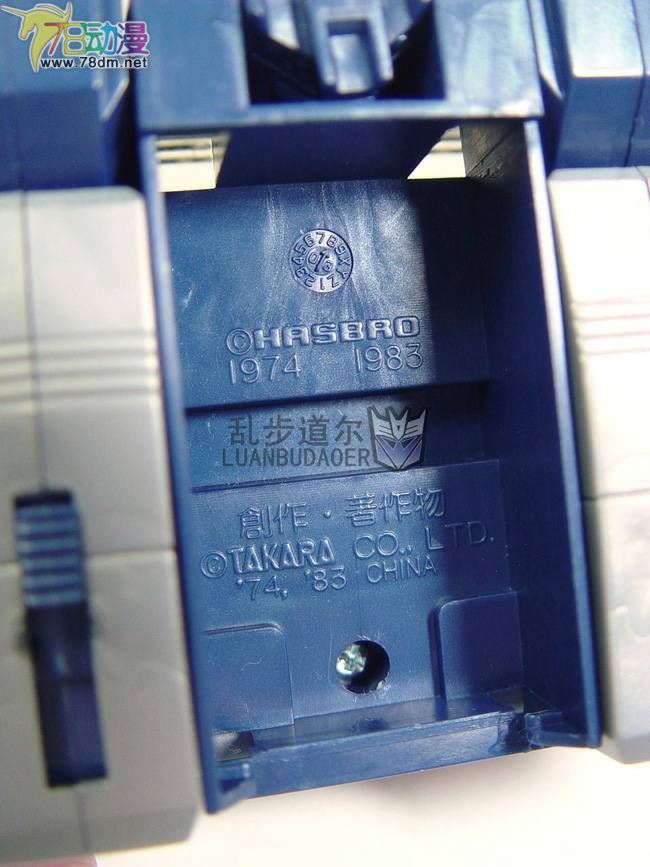 78动漫
www.78dm.net
©HASBRO
1974 1983
乱步道尔
LUANBUDAOER
創作・著作物
©TAKARA CO., LTD.
'74, '83 CHINA